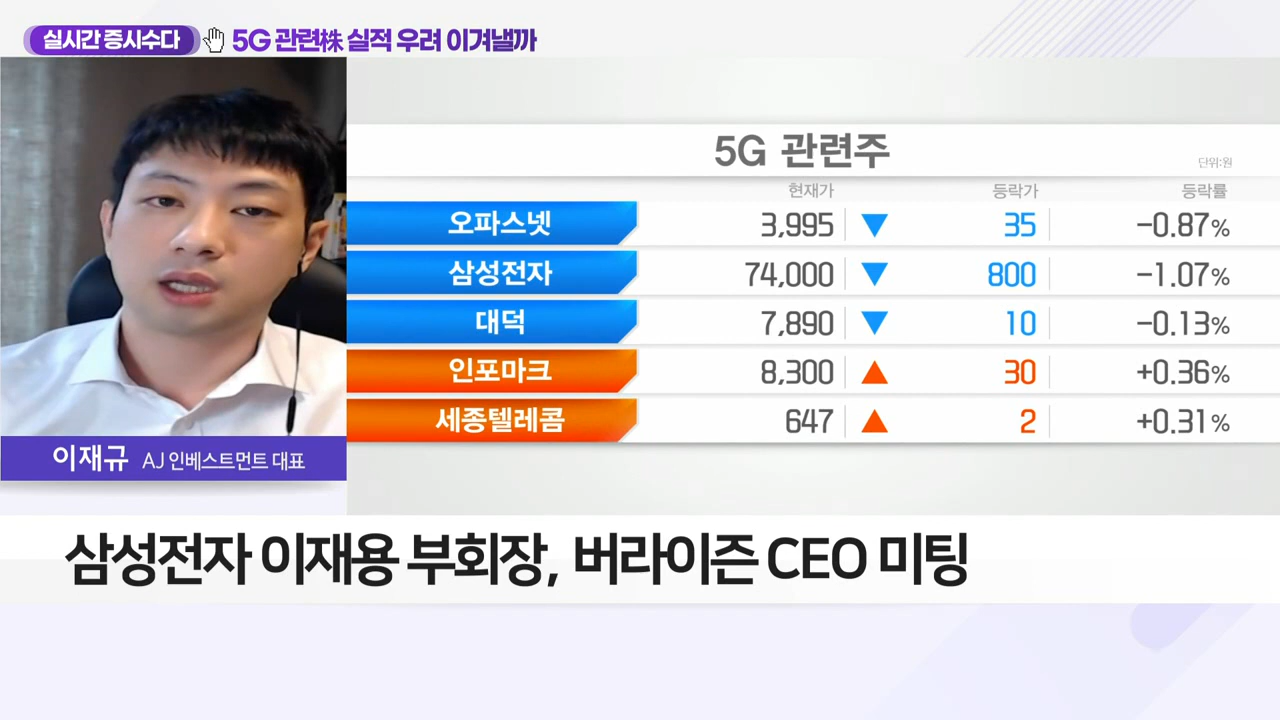 실시간 증시수다
5G 관련株 실적 우려 이겨낼까
5G 관련주
단위:원
현재가 등락가 등락률
오파스넷 3,995 ▼ 35 -0.87%
삼성전자 74,000 ▼ 800 -1.07%
대덕 7,890 ▼ 10 -0.13%
인포마크 8,300 ▲ 30 +0.36%
세종텔레콤 647 ▲ 2 +0.31%
이재규 AJ 인베스트먼트 대표
삼성전자 이재용 부회장, 버라이즌 CEO 미팅